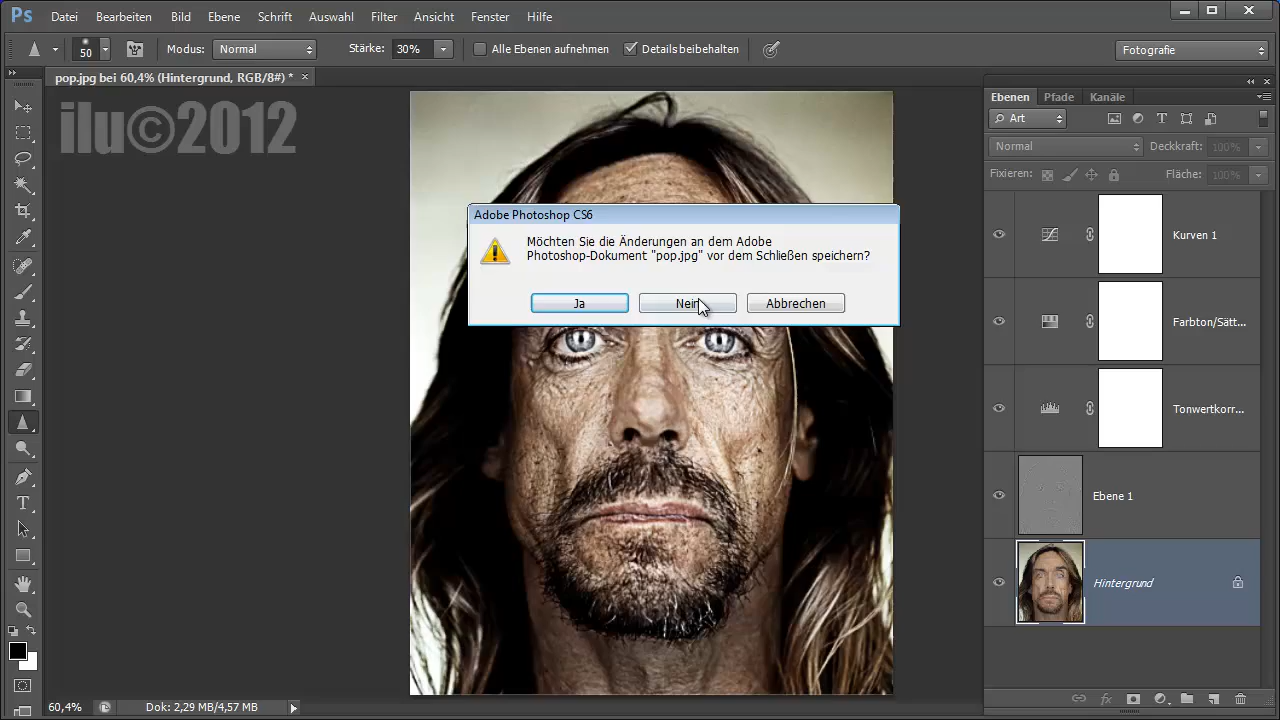 Ps Datei Bearbeiten Bild Ebene Schrift Auswahl Filter Ansicht Fenster Hilfe
50 Modus: Normal Stärke: 30% Alle Ebenen aufnehmen Details beibehalten Fotografie
pop.jpg bei 60,4% (Hintergrund, RGB/8#) * ×
ilu©2012
Ebenen Pfade Kanäle
Art
Normal Deckkraft: 100%
Fixieren: Fläche: 100%
Adobe Photoshop CS6
Möchten Sie die Änderungen an dem Adobe
Photoshop-Dokument "pop.jpg" vor dem Schließen speichern?
Ja Nein Abbrechen
Kurven 1
Farbton/Sätt...
Tonwertkorr...
Ebene 1
Hintergrund
60,4% Dok: 2,29 MB/4,57 MB